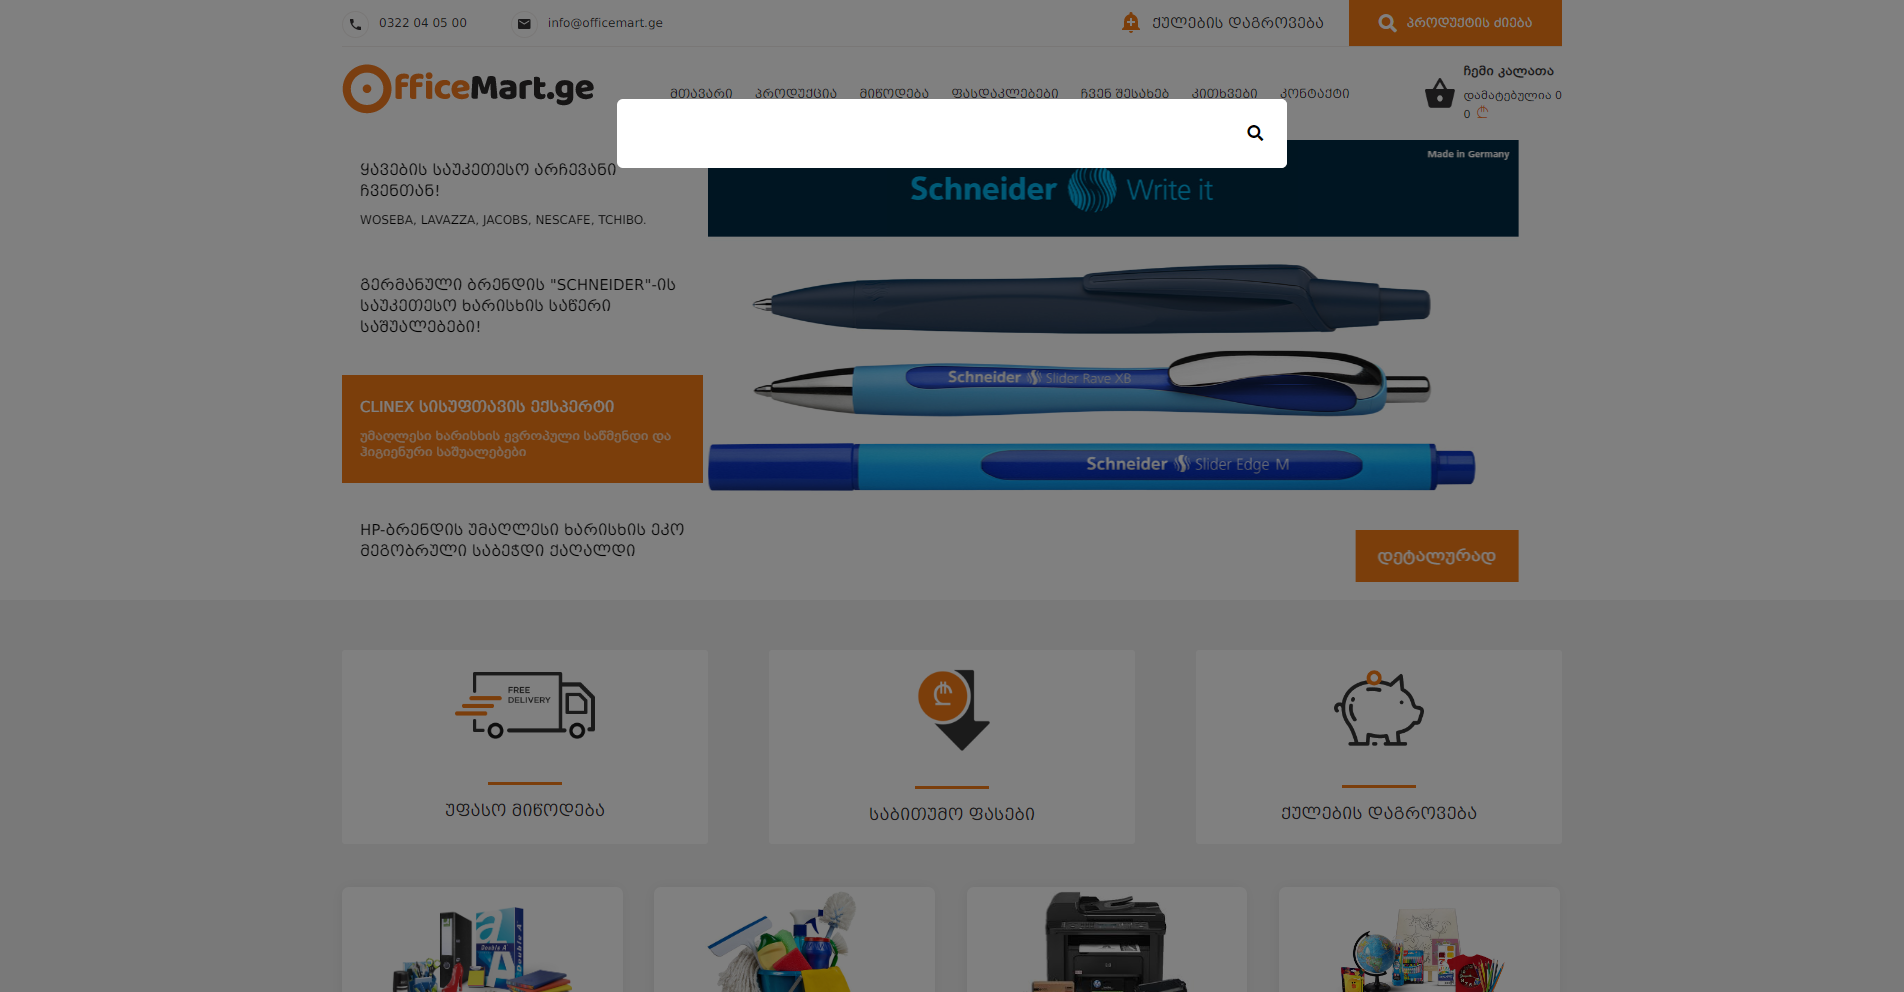 0322 04 05 00
info@officemart.ge
ქულების დაგროვება
პროდუქტის ძიება
OfficeMart.ge
მთავარი
პროდუქცია
მიწოდება
ფასდაკლებები
ჩვენ შესახებ
კითხვები
კონტაქტი
ჩემი კალათა
დამატებულია 0
0 ₾
ყავების საუკეთესო არჩევანი
ჩვენთან!
WOSEBA, LAVAZZA, JACOBS, NESCAFE, TCHIBO.
გერმანული ბრენდის "SCHNEIDER"-ის
საუკეთესო ხარისხის საწერი
საშუალებები!
CLINEX სისუფთავის ექსპერტი
უმაღლესი ხარისხის ევროპული საწმენდი და
ჰიგიენური საშუალებები
HP-ბრენდის უმაღლესი ხარისხის ეკო
მეგობრული საბეჭდი ქაღალდი
Made in Germany
Schneider Write it
Schneider Slider Rave XB
Schneider Slider Edge M
დეტალურად
FREE
DELIVERY
უფასო მიწოდება
₾
საბითუმო ფასები
ქულების დაგროვება
a
Double A
A
Double A
hp